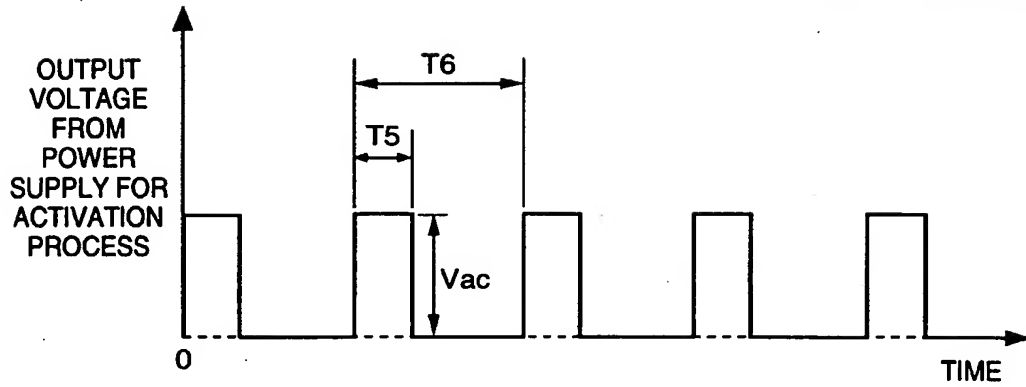 OUTPUT
VOLTAGE
FROM
POWER
SUPPLY FOR
ACTIVATION
PROCESS
T6
T5
Vac
0
TIME